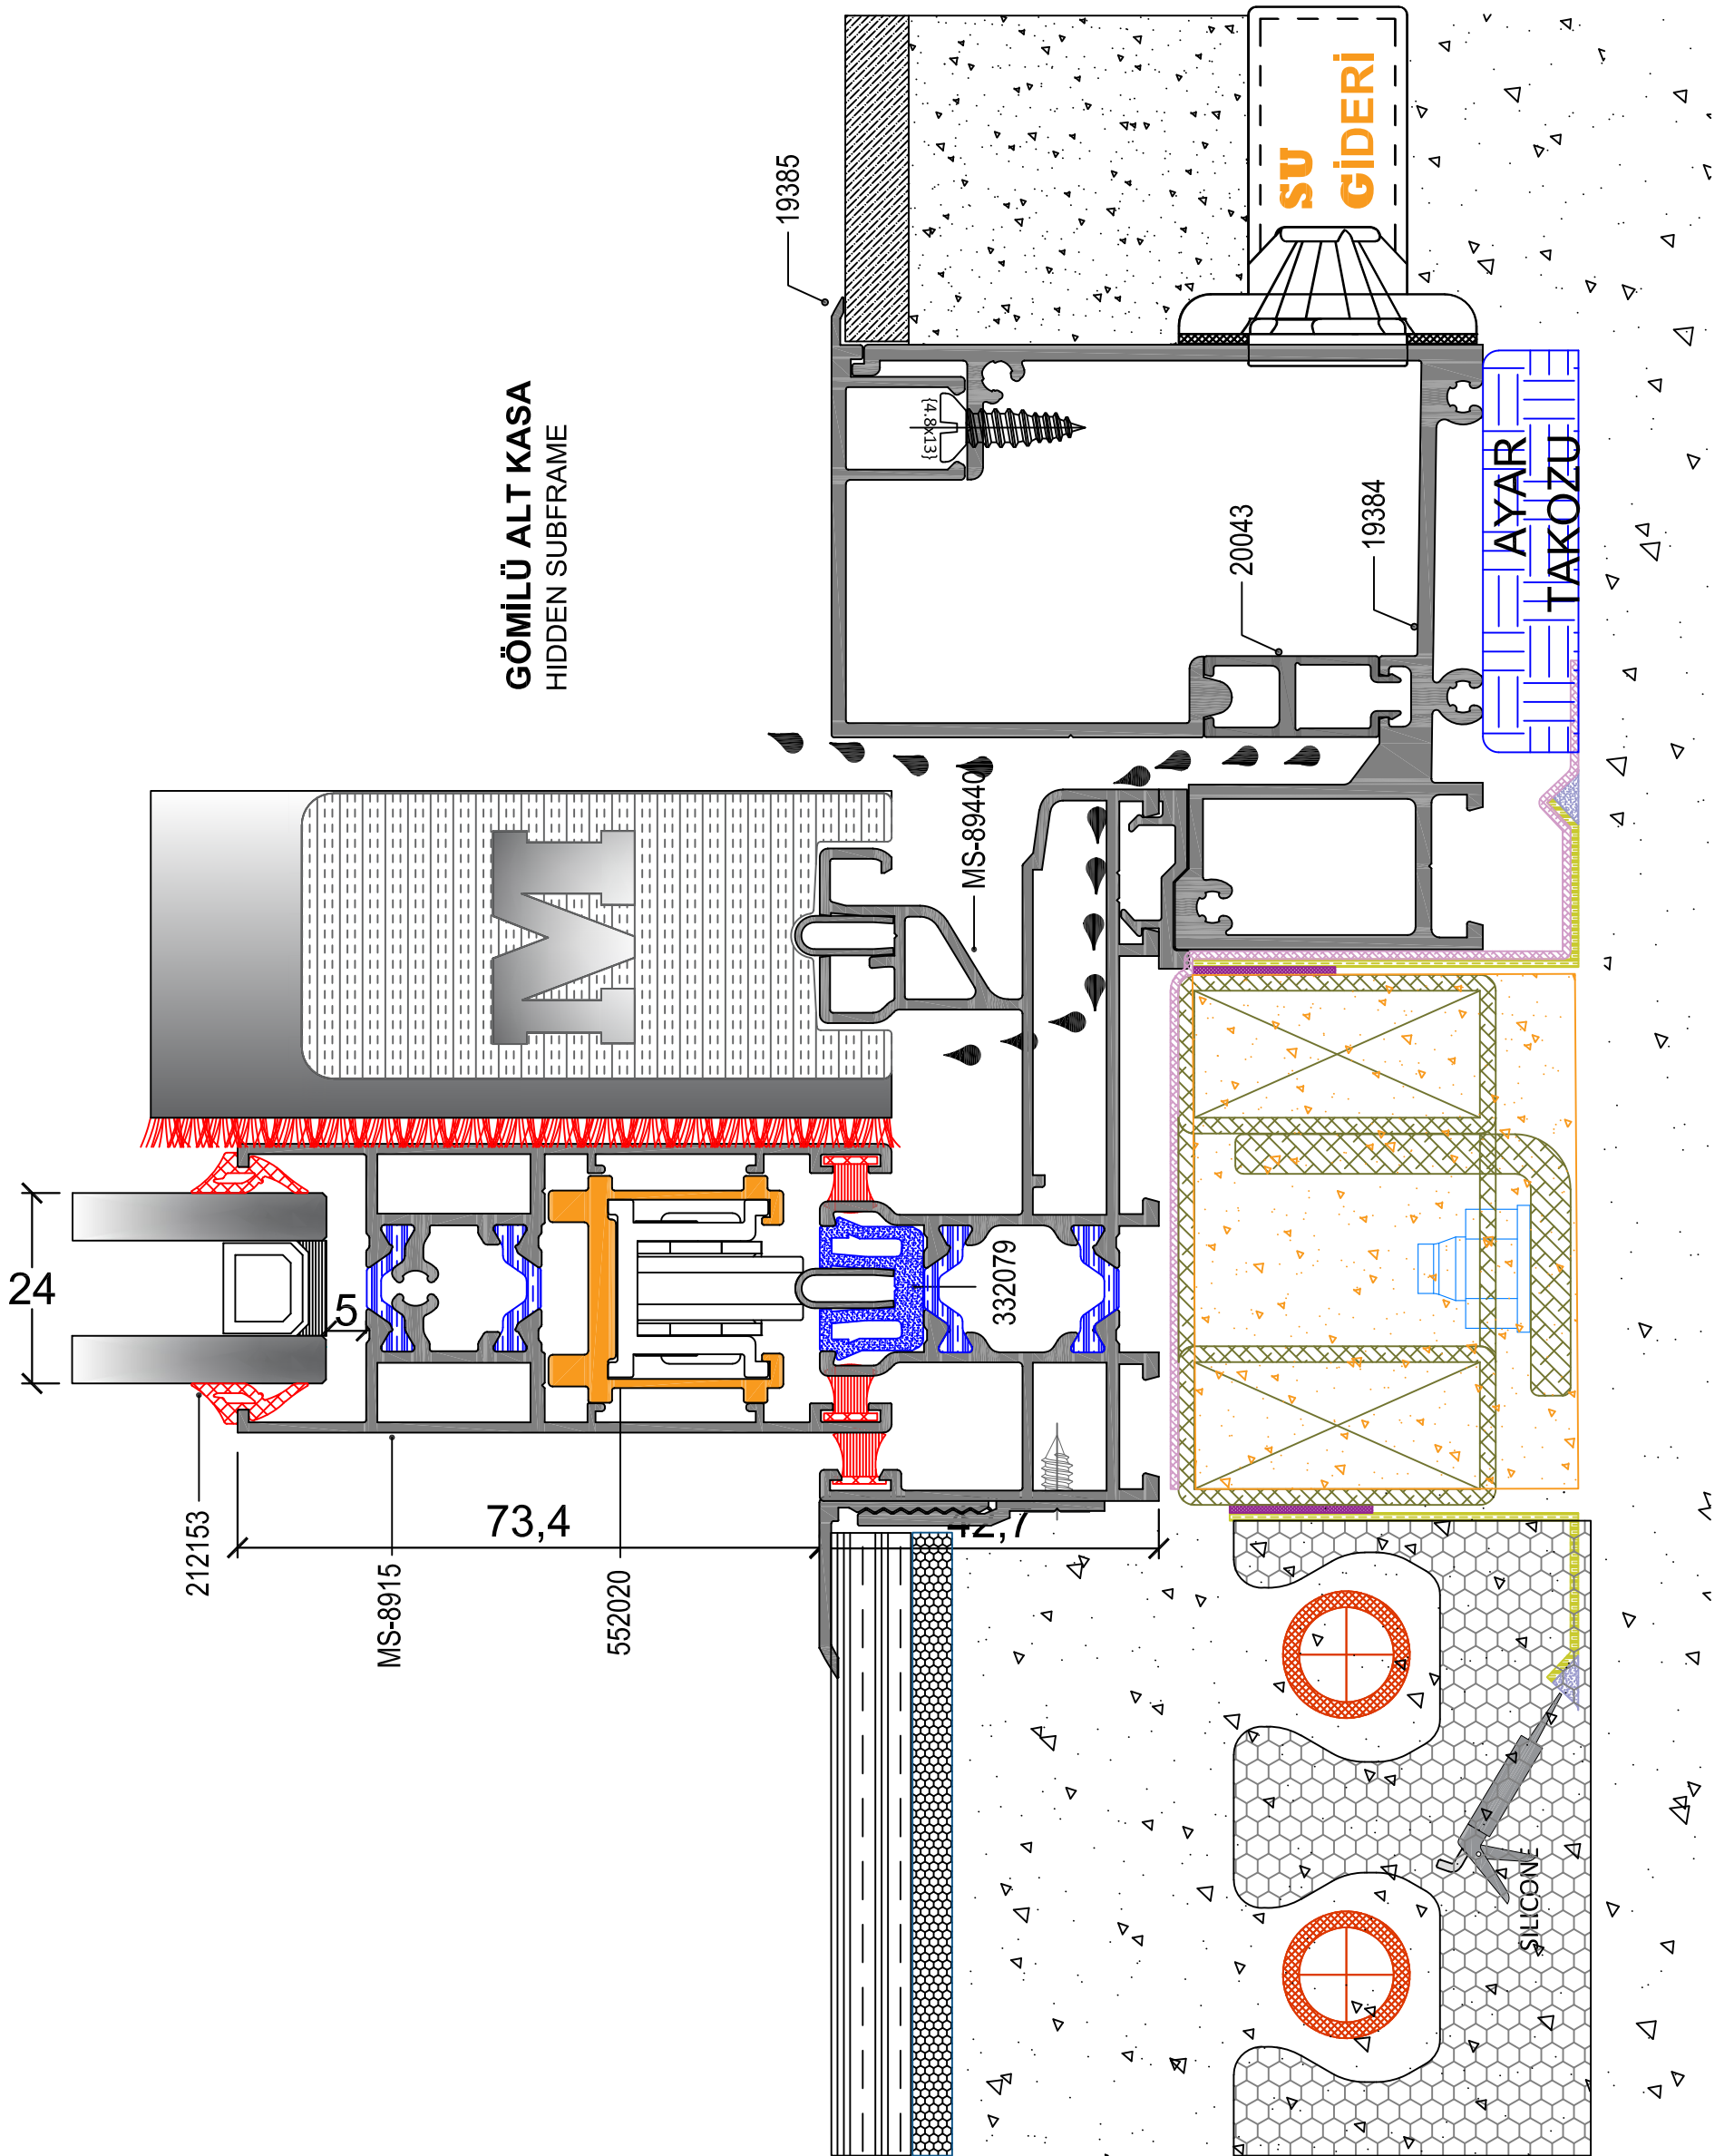 GÖMİLÜ ALT KASA
HIDDEN SUBFRAME
19385
SU
GİDERİ
{4.8x13}
20043
19384
AYAR
TAKOZU
MS-89440
M
24
5
332079
212153
MS-8915
73,4
552020
42,7
SILICONE